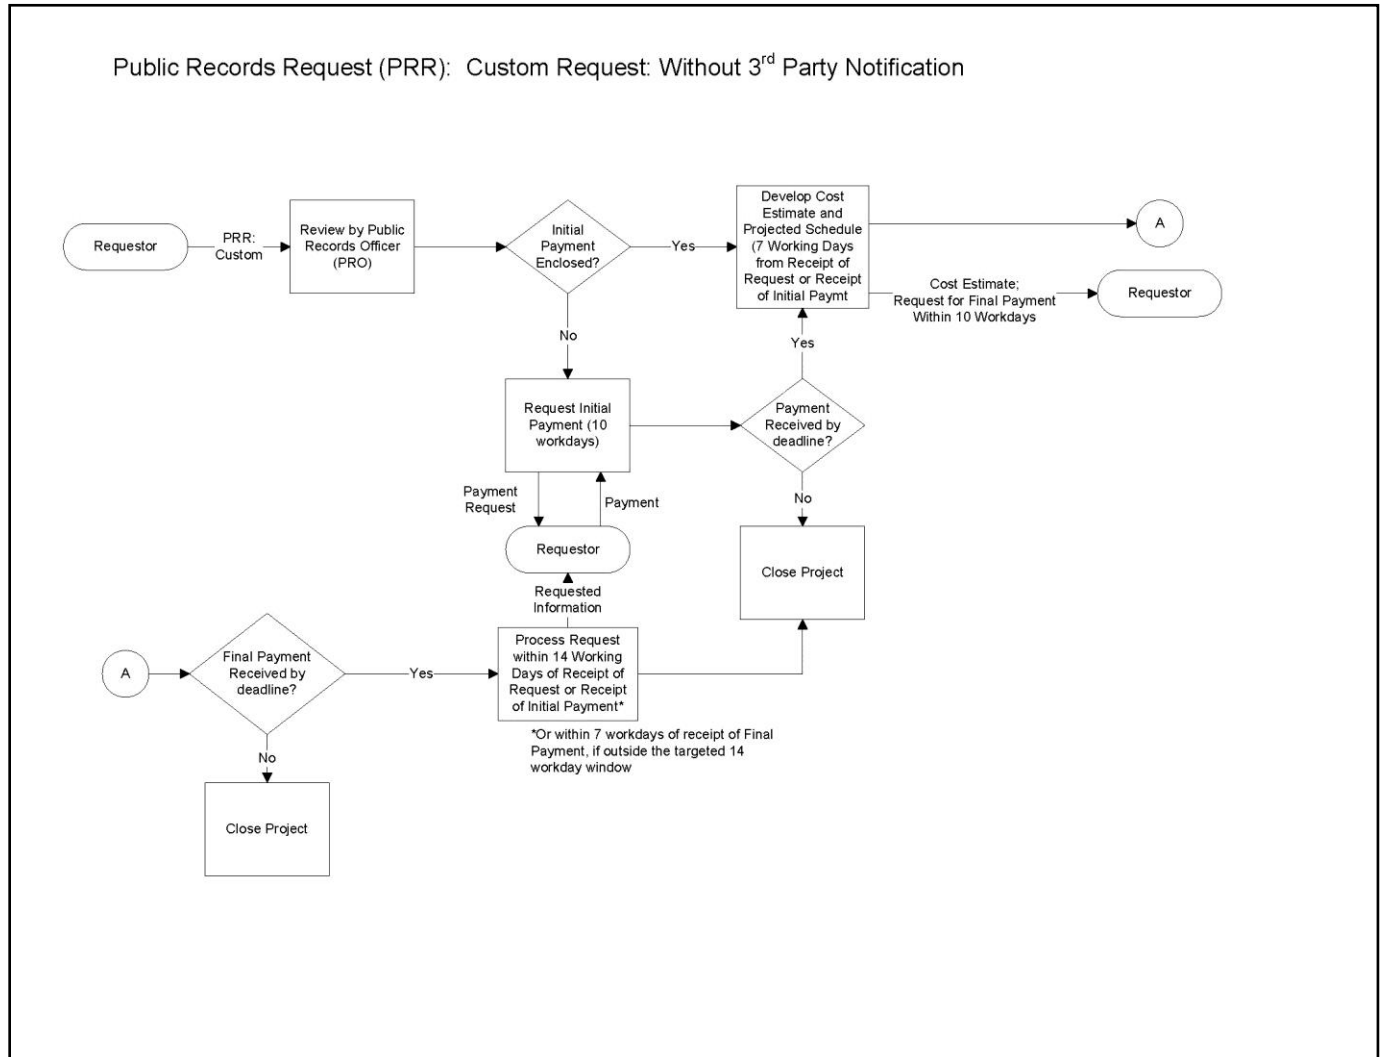 Public Records Request (PRR): Custom Request: Without 3rd Party Notification
Requestor
PRR:
Custom
Review by Public
Records Officer
(PRO)
Initial
Payment
Enclosed?
Yes
Develop Cost
Estimate and
Projected Schedule
(7 Working Days
from Receipt of
Request or Receipt
of Initial Paymt
A
Cost Estimate;
Request for Final Payment
Within 10 Workdays
Requestor
No
Yes
Request Initial
Payment (10
workdays)
Payment
Received by
deadline?
Payment
Request
Payment
No
Requestor
Close Project
Requested
Information
A
Final Payment
Received by
deadline?
Yes
Process Request
within 14 Working
Days of Receipt of
Request or Receipt
of Initial Payment*
*Or within 7 workdays of receipt of Final
Payment, if outside the targeted 14
workday window
No
Close Project